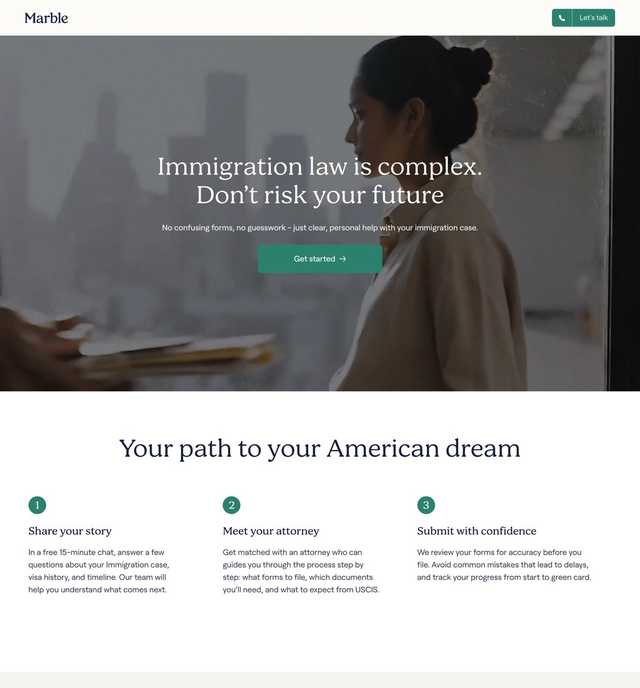 Marble
Let's talk
Immigration law is complex.
Don't risk your future
No confusing forms, no guesswork – just clear, personal help with your immigration case.
Get started →
Your path to your American dream
1
Share your story
In a free 15-minute chat, answer a few
questions about your Immigration case,
visa history, and timeline. Our team will
help you understand what comes next.
2
Meet your attorney
Get matched with an attorney who can
guides you through the process step by
step: what forms to file, which documents
you'll need, and what to expect from USCIS.
3
Submit with confidence
We review your forms for accuracy before you
file. Avoid common mistakes that lead to delays,
and track your progress from start to green card.